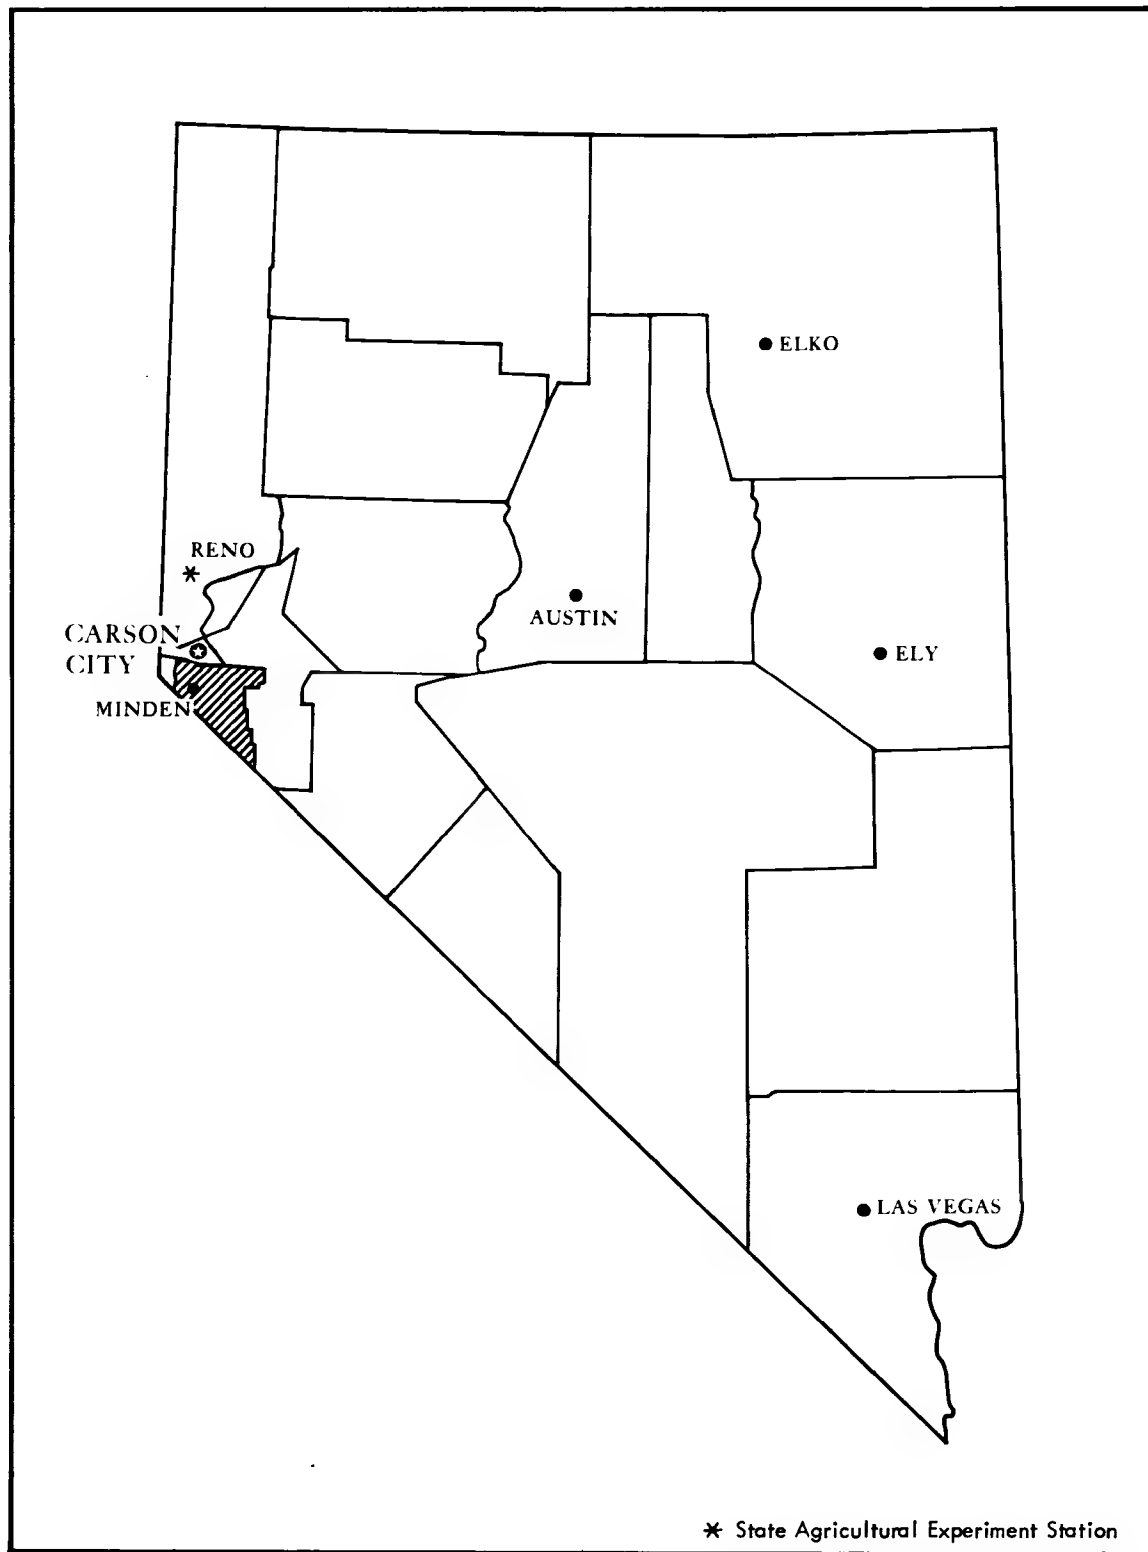 ELKO
RENO
AUSTIN
CARSON
CITY
ELY
MINDEN
LAS VEGAS
* State Agricultural Experiment Station